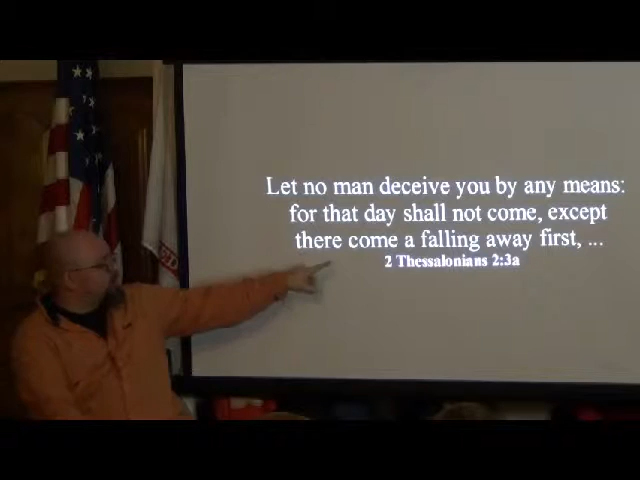 Let no man deceive you by any means:
for that day shall not come, except
there come a falling away first, ...
2 Thessalonians 2:3a